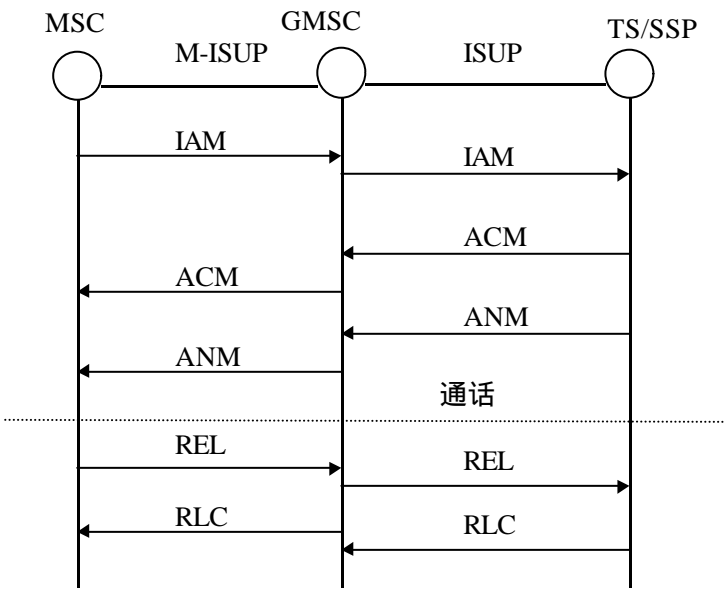 MSC
GMSC
TS/SSP
M-ISUP
ISUP
IAM
IAM
ACM
ACM
ANM
ANM
通话
REL
REL
RLC
RLC